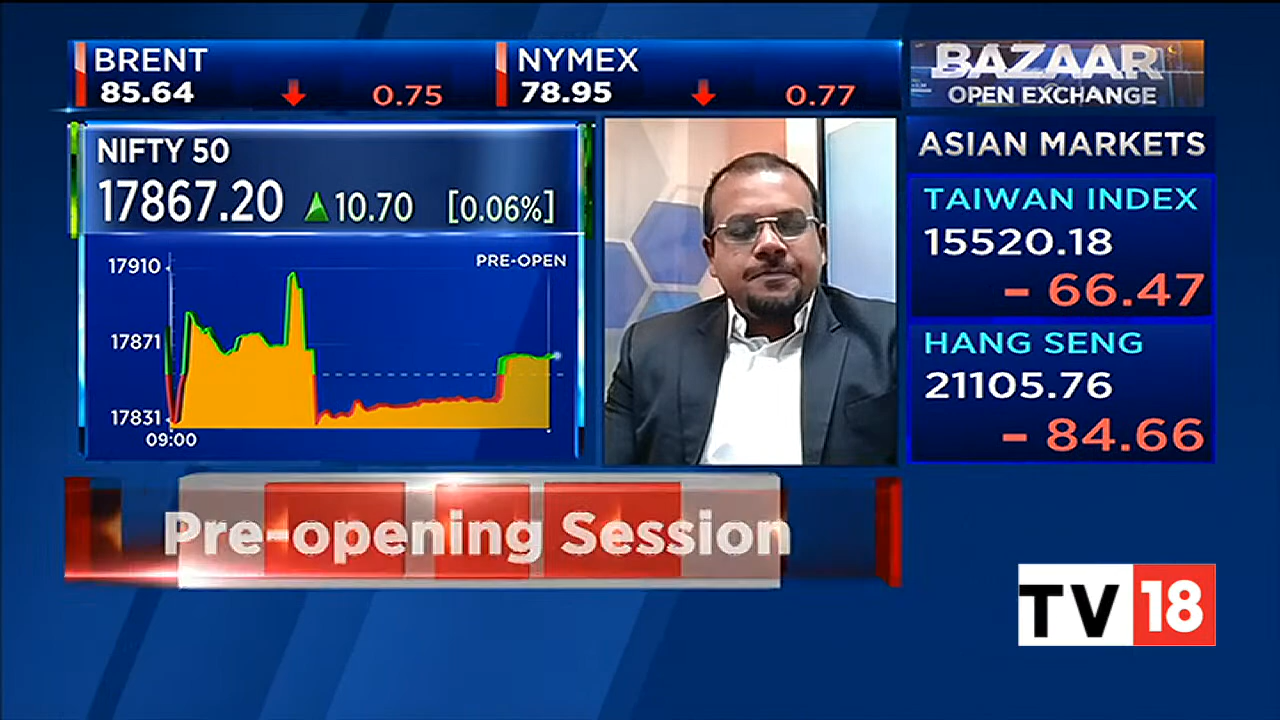 BRENT
85.64 0.75
NYMEX
78.95 0.77
BAZAAR
OPEN EXCHANGE
NIFTY 50
17867.20 10.70 [0.06%]
PRE-OPEN
17910
17871
17831
09:00
ASIAN MARKETS
TAIWAN INDEX
15520.18
- 66.47
HANG SENG
21105.76
- 84.66
Pre-opening Session
TV 18